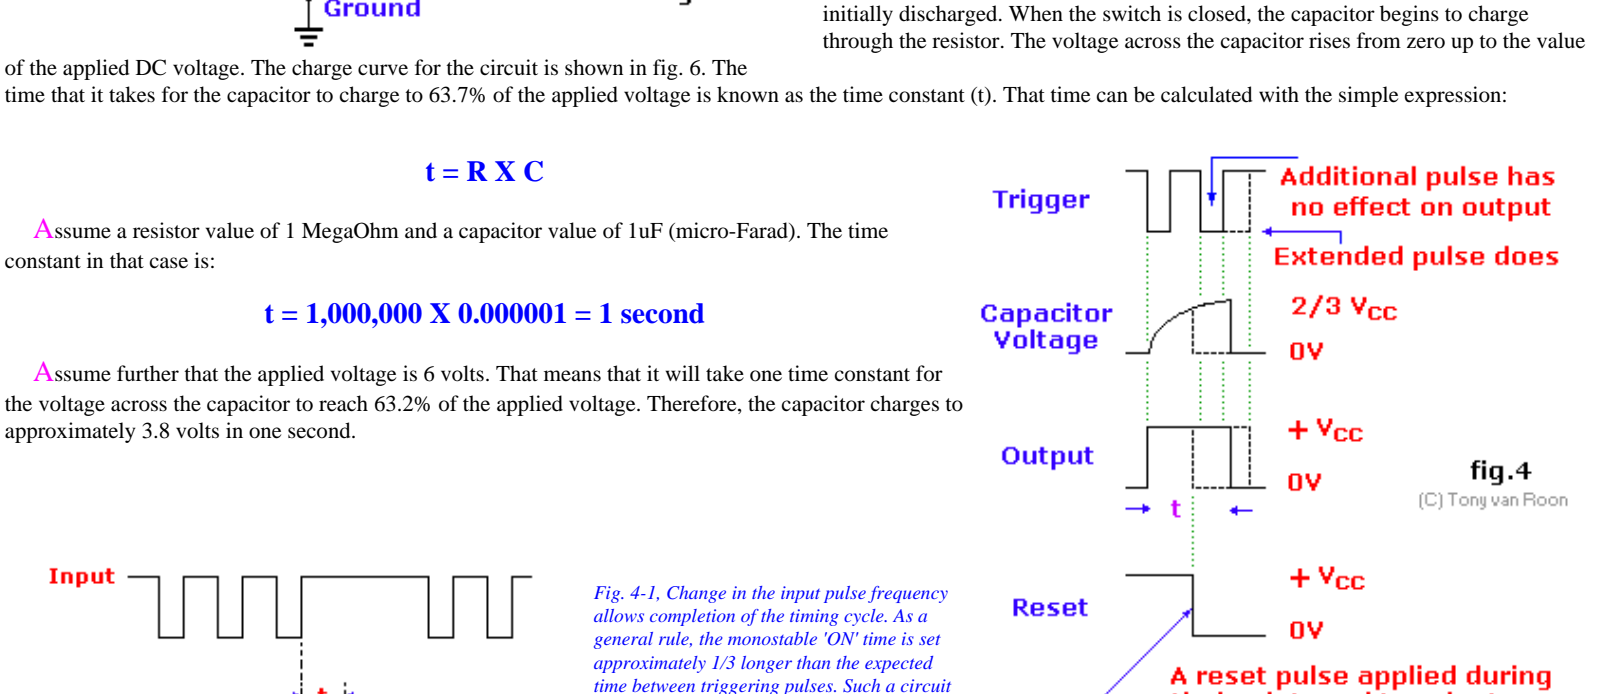 Ground
initially discharged. When the switch is closed, the capacitor begins to charge
through the resistor. The voltage across the capacitor rises from zero up to the value
of the applied DC voltage. The charge curve for the circuit is shown in fig. 6. The
time that it takes for the capacitor to charge to 63.7% of the applied voltage is known as the time constant (t). That time can be calculated with the simple expression:
t = R X C
Assume a resistor value of 1 MegaOhm and a capacitor value of 1uF (micro-Farad). The time
constant in that case is:
t = 1,000,000 X 0.000001 = 1 second
Assume further that the applied voltage is 6 volts. That means that it will take one time constant for
the voltage across the capacitor to reach 63.2% of the applied voltage. Therefore, the capacitor charges to
approximately 3.8 volts in one second.
Trigger
Additional pulse has
no effect on output
Extended pulse does
Capacitor
Voltage
2/3 VCC
0V
Output
+ VCC
0V
t
fig.4
(C) Tony van Roon
Reset
+ VCC
0V
A reset pulse applied during
Input
t
Fig. 4-1, Change in the input pulse frequency
allows completion of the timing cycle. As a
general rule, the monostable 'ON' time is set
approximately 1/3 longer than the expected
time between triggering pulses. Such a circuit